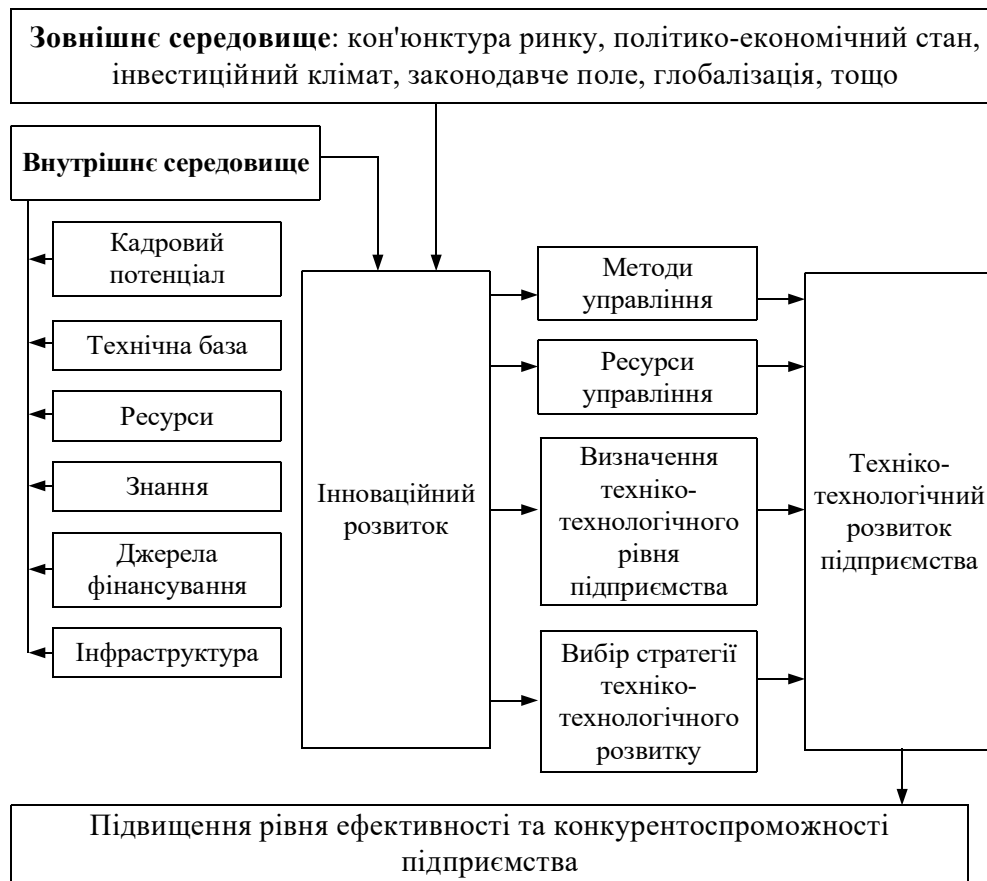 Зовнішнє середовище: кон'юнктура ринку, політико-економічний стан,
інвестиційний клімат, законодавче поле, глобалізація, тощо
Внутрішнє середовище
Кадровий
потенціал
Технічна база
Ресурси
Знання
Джерела
фінансування
Інфраструктура
Інноваційний
розвиток
Методи
управління
Ресурси
управління
Визначення
техніко-
технологічного
рівня
підприємства
Вибір стратегії
техніко-
технологічного
розвитку
Техніко-
технологічний
розвиток
підприємства
Підвищення рівня ефективності та конкурентоспроможності
підприємства